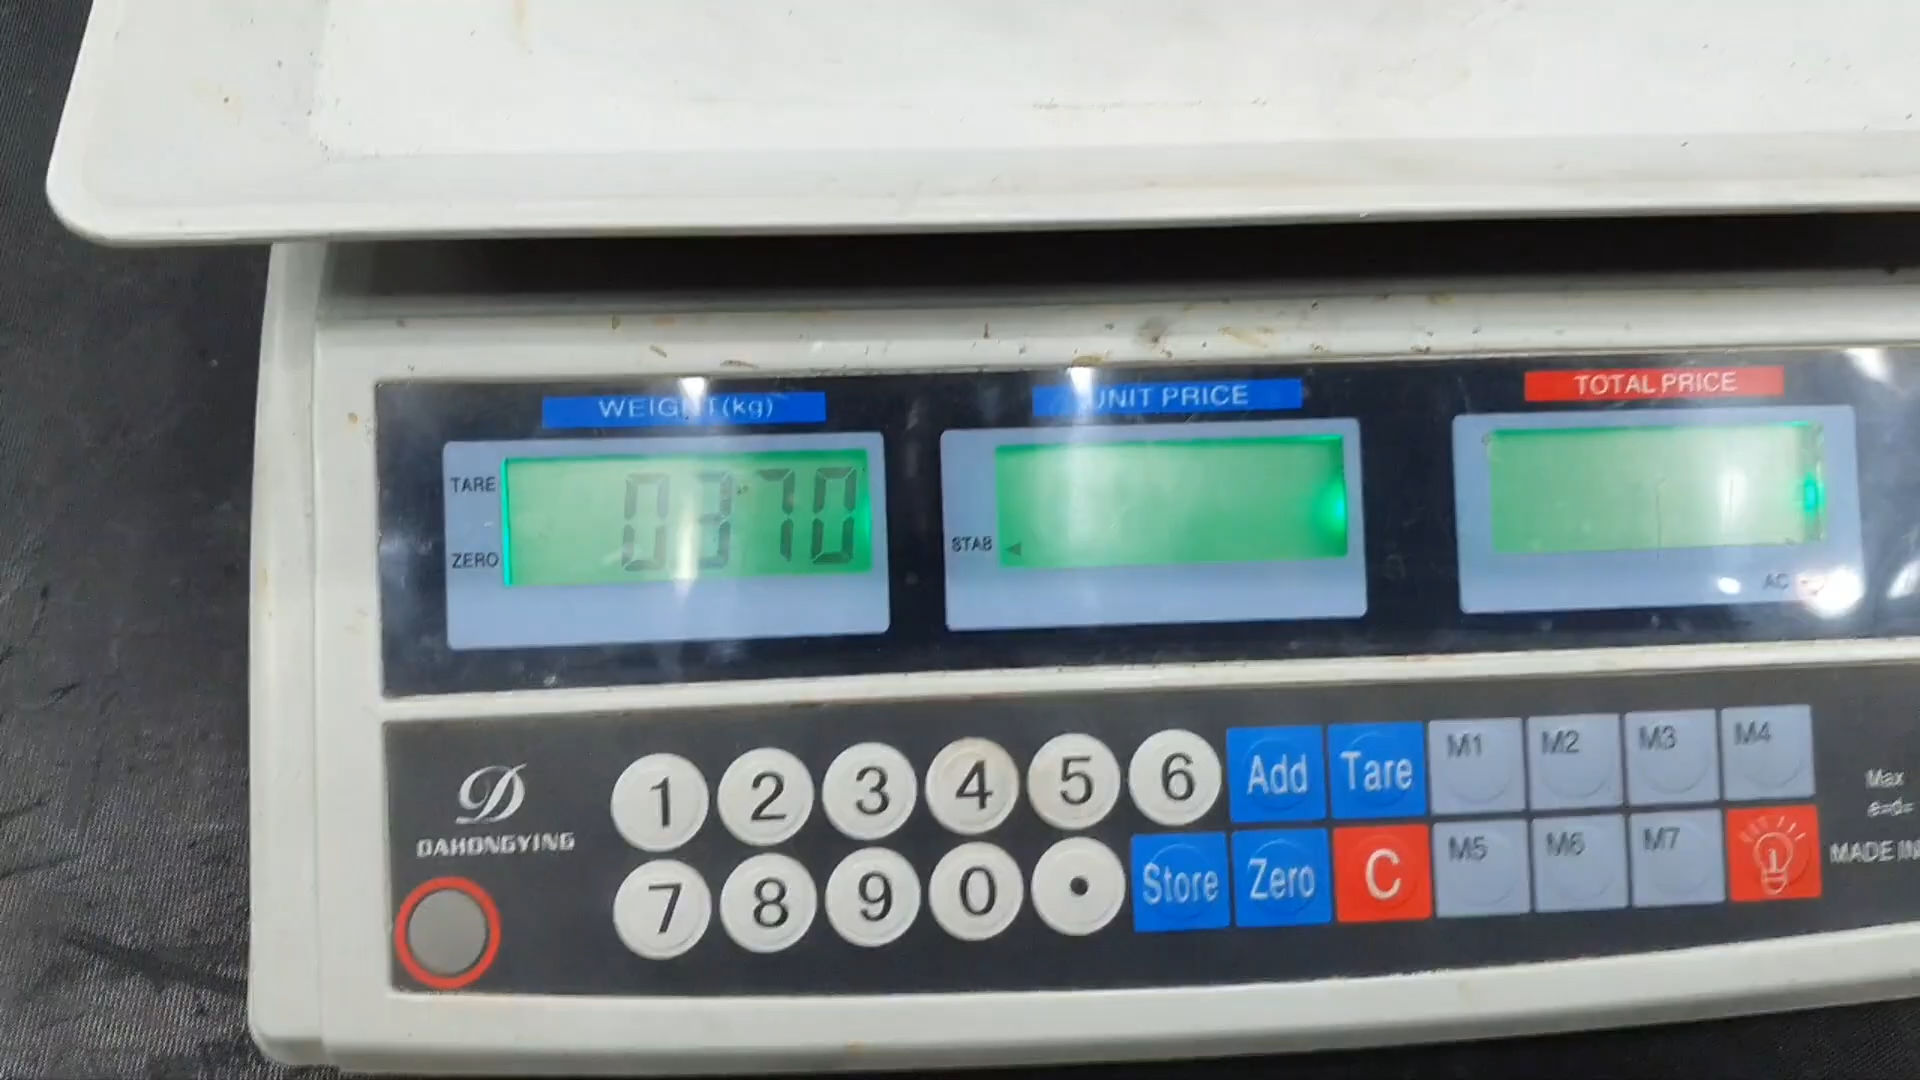 WEIGHT(kg)
UNIT PRICE
TOTAL PRICE
TARE
ZERO
0370
STAB
AC
1 2 3 4 5 6 Add Tare M1 M2 M3 M4
7 8 9 0 • Store Zero C M5 M6 M7
DAHONGYING
Max
e=d=
MADE IN